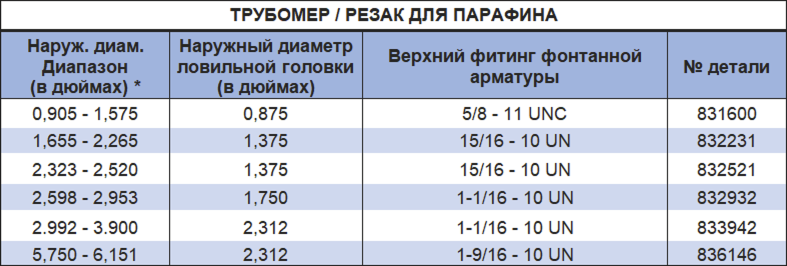 ТРУБОМЕР / РЕЗАК ДЛЯ ПАРАФИНА
Наруж. диам. Диапазон (в дюймах) * Наружный диаметр ловильной головки (в дюймах) Верхний фитинг фонтанной арматуры № детали
0,905 - 1,575 0,875 5/8 - 11 UNC 831600
1,655 - 2,265 1,375 15/16 - 10 UN 832231
2,323 - 2,520 1,375 15/16 - 10 UN 832521
2,598 - 2,953 1,750 1-1/16 - 10 UN 832932
2.992 - 3.900 2,312 1-1/16 - 10 UN 833942
5,750 - 6,151 2,312 1-9/16 - 10 UN 836146